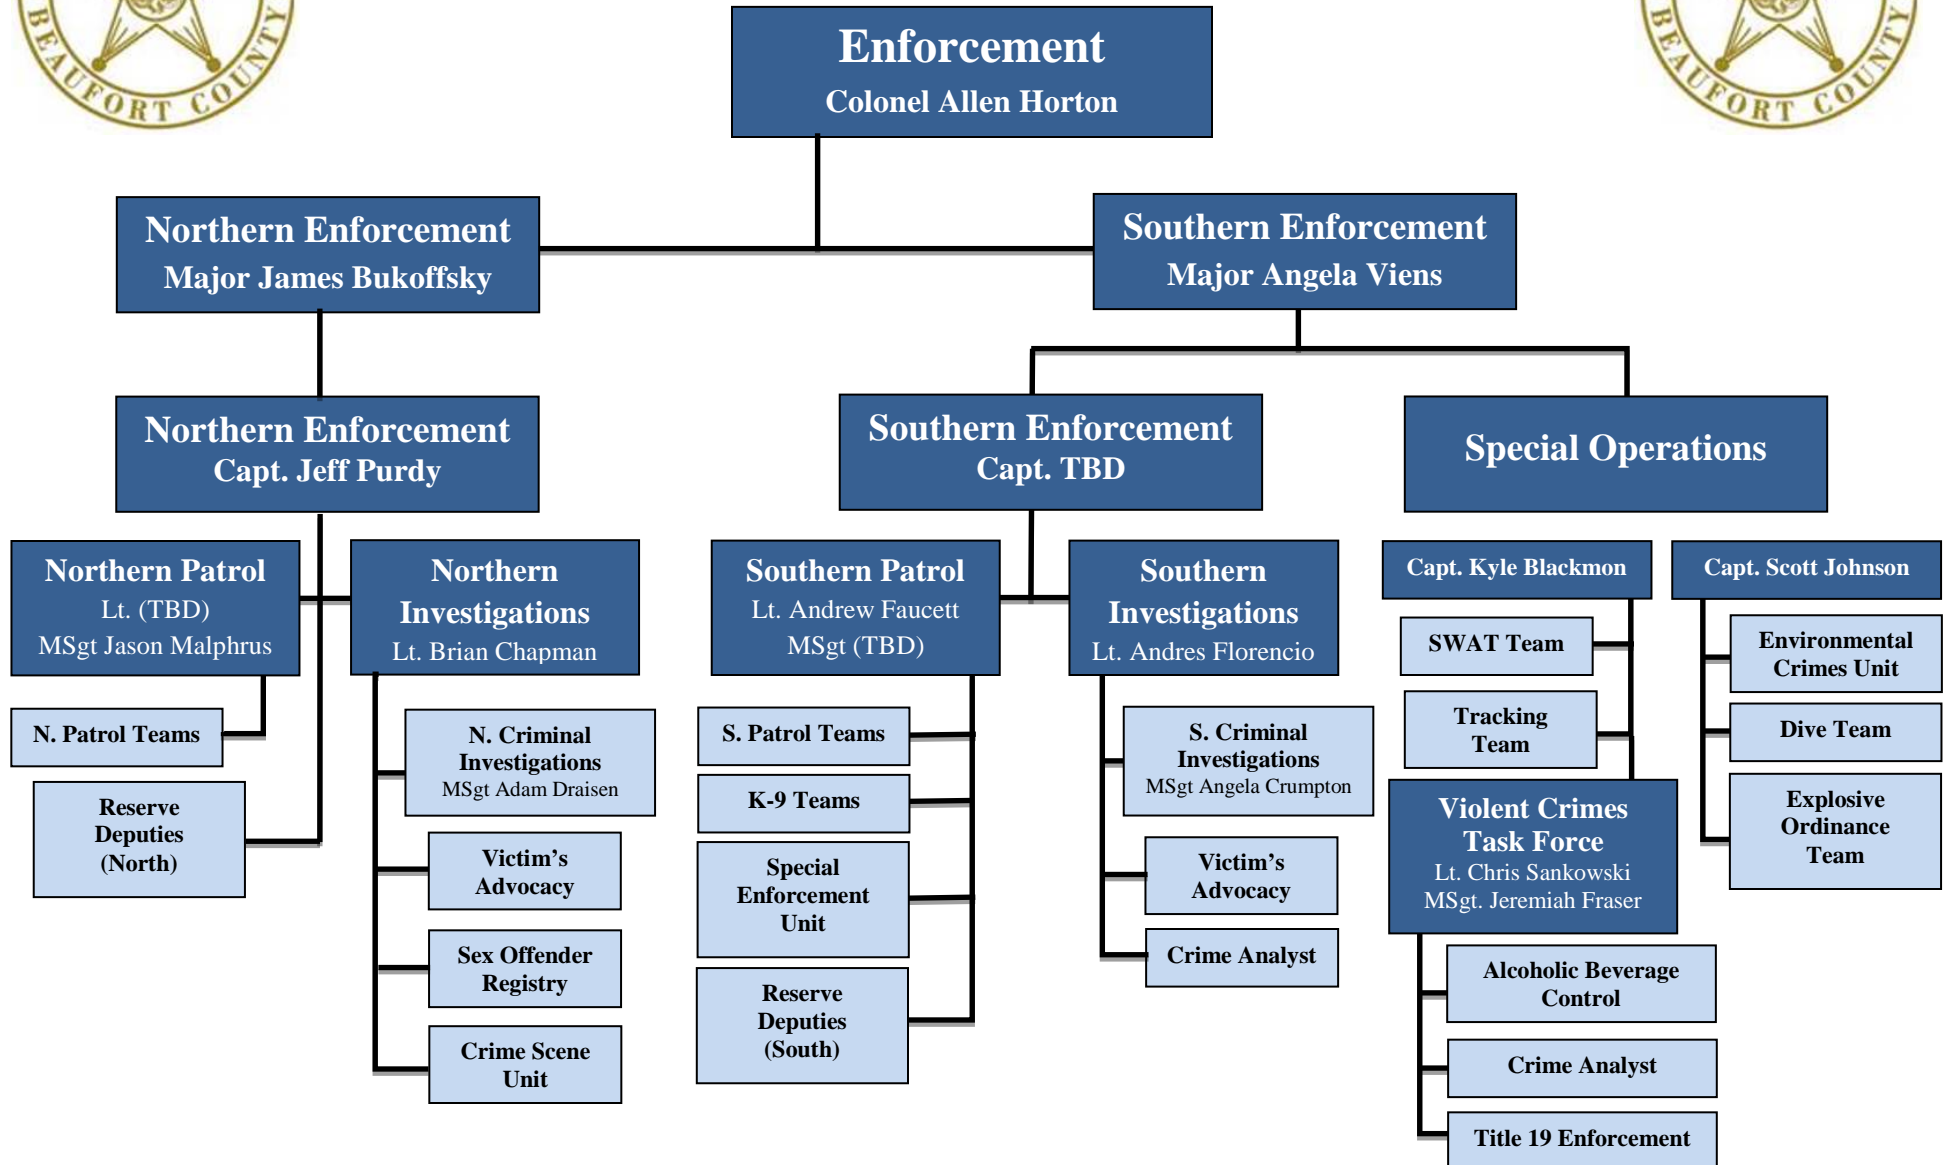 BEAUFORT COUNTY
BEAUFORT COUNTY
Enforcement
Colonel Allen Horton
Northern Enforcement
Major James Bukoffsky
Southern Enforcement
Major Angela Viens
Northern Enforcement
Capt. Jeff Purdy
Southern Enforcement
Capt. TBD
Special Operations
Northern Patrol
Lt. (TBD)
MSgt Jason Malphrus
Northern
Investigations
Lt. Brian Chapman
Southern Patrol
Lt. Andrew Faucett
MSgt (TBD)
Southern
Investigations
Lt. Andres Florencio
Capt. Kyle Blackmon
Capt. Scott Johnson
N. Patrol Teams
Reserve
Deputies
(North)
N. Criminal
Investigations
MSgt Adam Draisen
Victim's
Advocacy
Sex Offender
Registry
Crime Scene
Unit
S. Patrol Teams
K-9 Teams
Special
Enforcement
Unit
Reserve
Deputies
(South)
S. Criminal
Investigations
MSgt Angela Crumpton
Victim's
Advocacy
Crime Analyst
SWAT Team
Tracking
Team
Violent Crimes
Task Force
Lt. Chris Sankowski
MSgt. Jeremiah Fraser
Alcoholic Beverage
Control
Crime Analyst
Title 19 Enforcement
Environmental
Crimes Unit
Dive Team
Explosive
Ordinance
Team